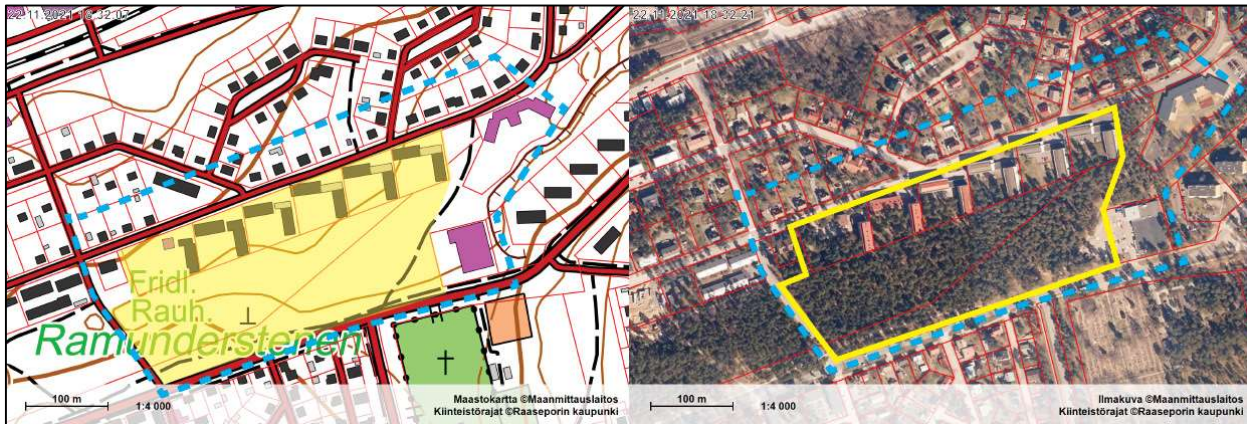 22.11.2021 18:32:07
Fridl.
Rauh.
Ramunderstenen
100 m
1:4 000
Maastokartta ©Maanmittauslaitos
Kiinteistörajat ©Raaseporin kaupunki
22.11.2021 18:32:21
100 m
1:4 000
Ilmakuva ©Maanmittauslaitos
Kiinteistörajat ©Raaseporin kaupunki